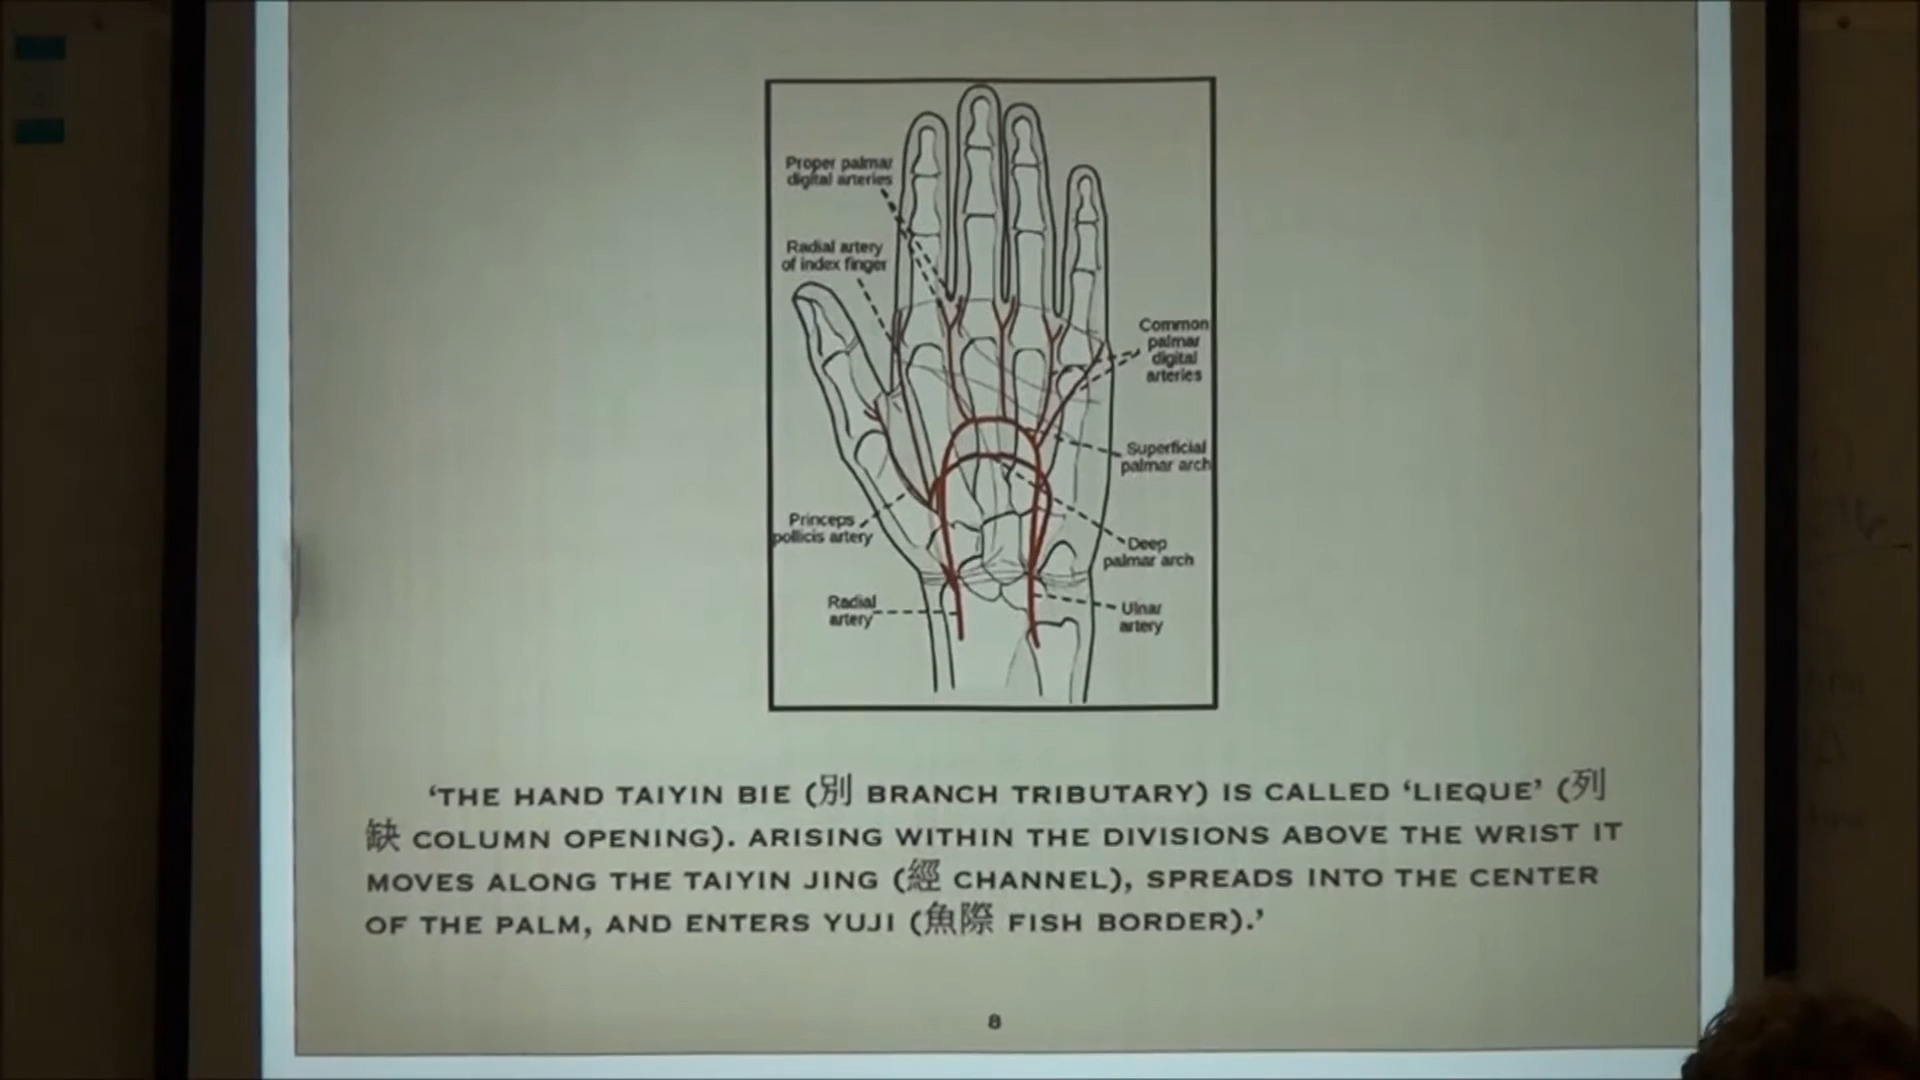 Proper palmar
digital arteries
Radial artery
of index finger
Common
palmar
digital
arteries
Superficial
palmar arch
Princeps
pollicis artery
Deep
palmar arch
Radial
artery
Ulnar
artery
‘THE HAND TAIYIN BIE (別 BRANCH TRIBUTARY) IS CALLED ‘LIEQUE’ (列
缺 COLUMN OPENING). ARISING WITHIN THE DIVISIONS ABOVE THE WRIST IT
MOVES ALONG THE TAIYIN JING (經 CHANNEL), SPREADS INTO THE CENTER
OF THE PALM, AND ENTERS YUJI (魚際 FISH BORDER).’
8